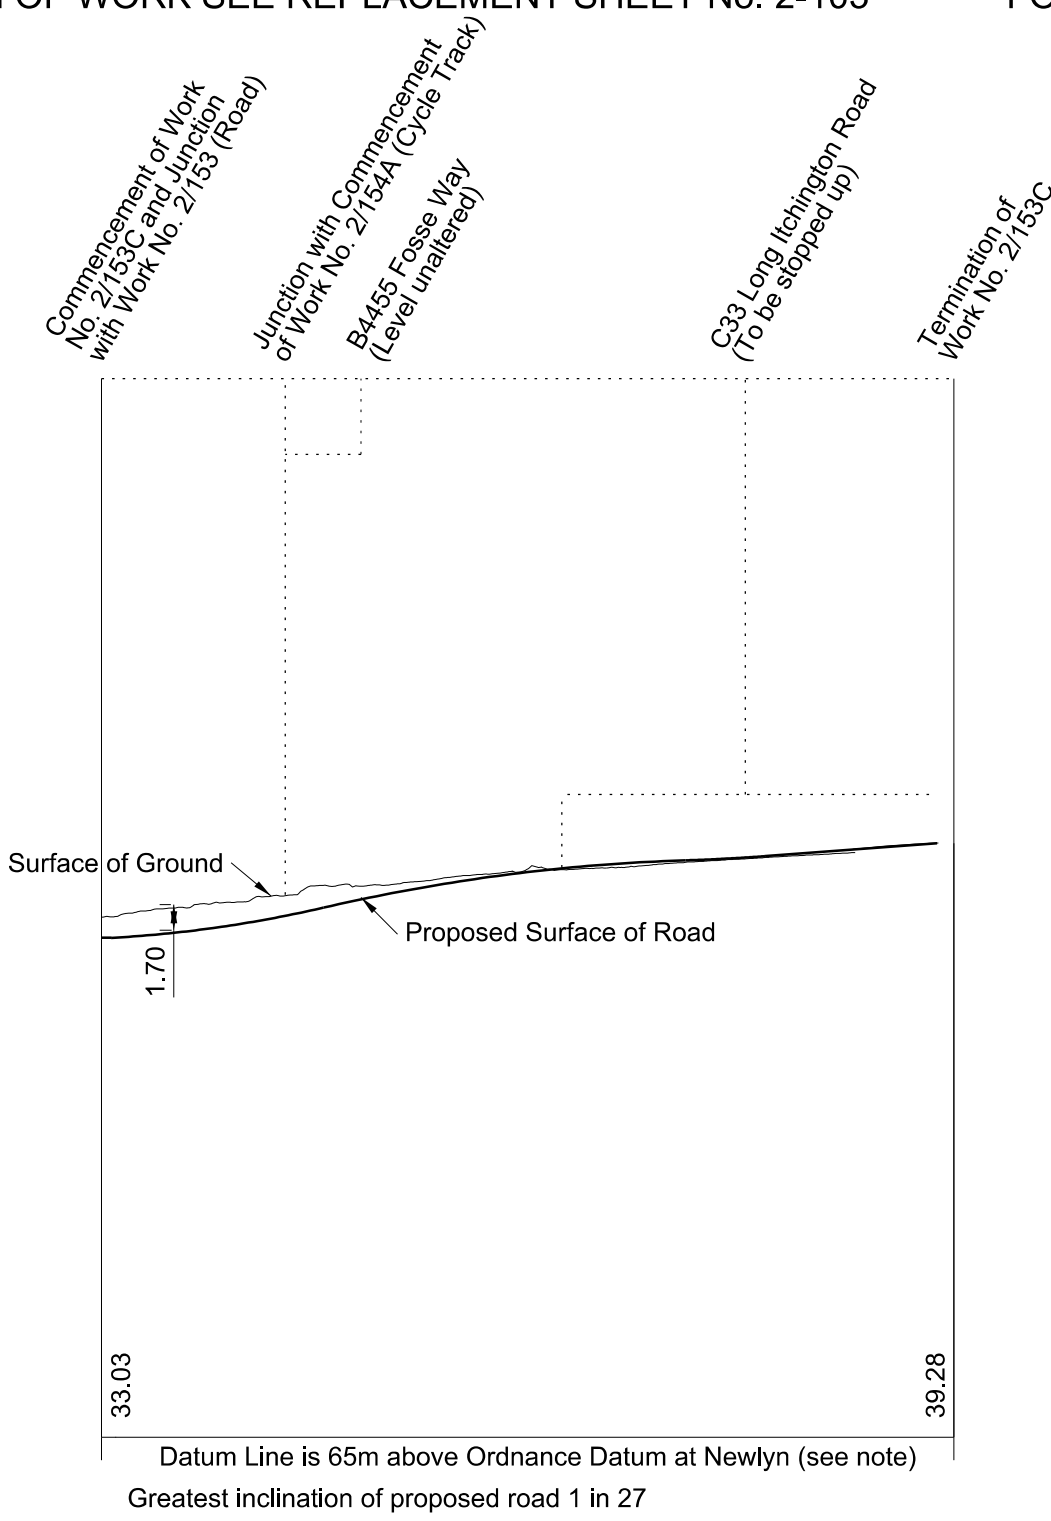 OF WORK SEE REPLACEMENT SHEET No. 2-103
Commencement of Work
No. 2/153C and Junction
with Work No. 2/153 (Road)
Junction with Commencement
of Work No. 2/154A (Cycle Track)
B4455 Fosse Way
(Level unaltered)
C33 Long Itchington Road
(To be stopped up)
Termination of
Work No. 2/153C
Surface of Ground
Proposed Surface of Road
1.70
33.03
39.28
Datum Line is 65m above Ordnance Datum at Newlyn (see note)
Greatest inclination of proposed road 1 in 27